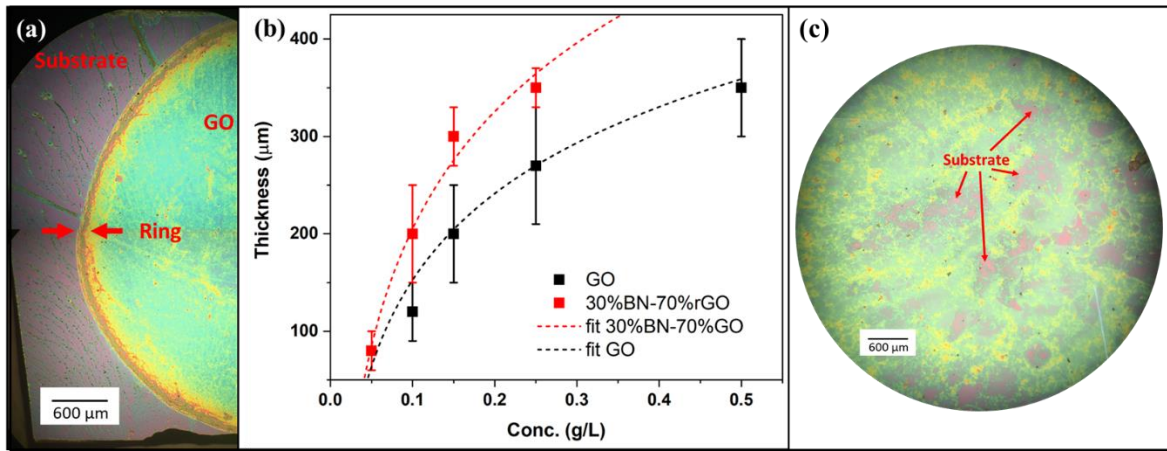 (a)
Substrate
GO
Ring
600 µm
(b)
400
300
200
100
Thickness (µm)
GO
30%BN-70%rGO
fit 30%BN-70%GO
fit GO
0.0 0.1 0.2 0.3 0.4 0.5
Conc. (g/L)
(c)
Substrate
600 µm